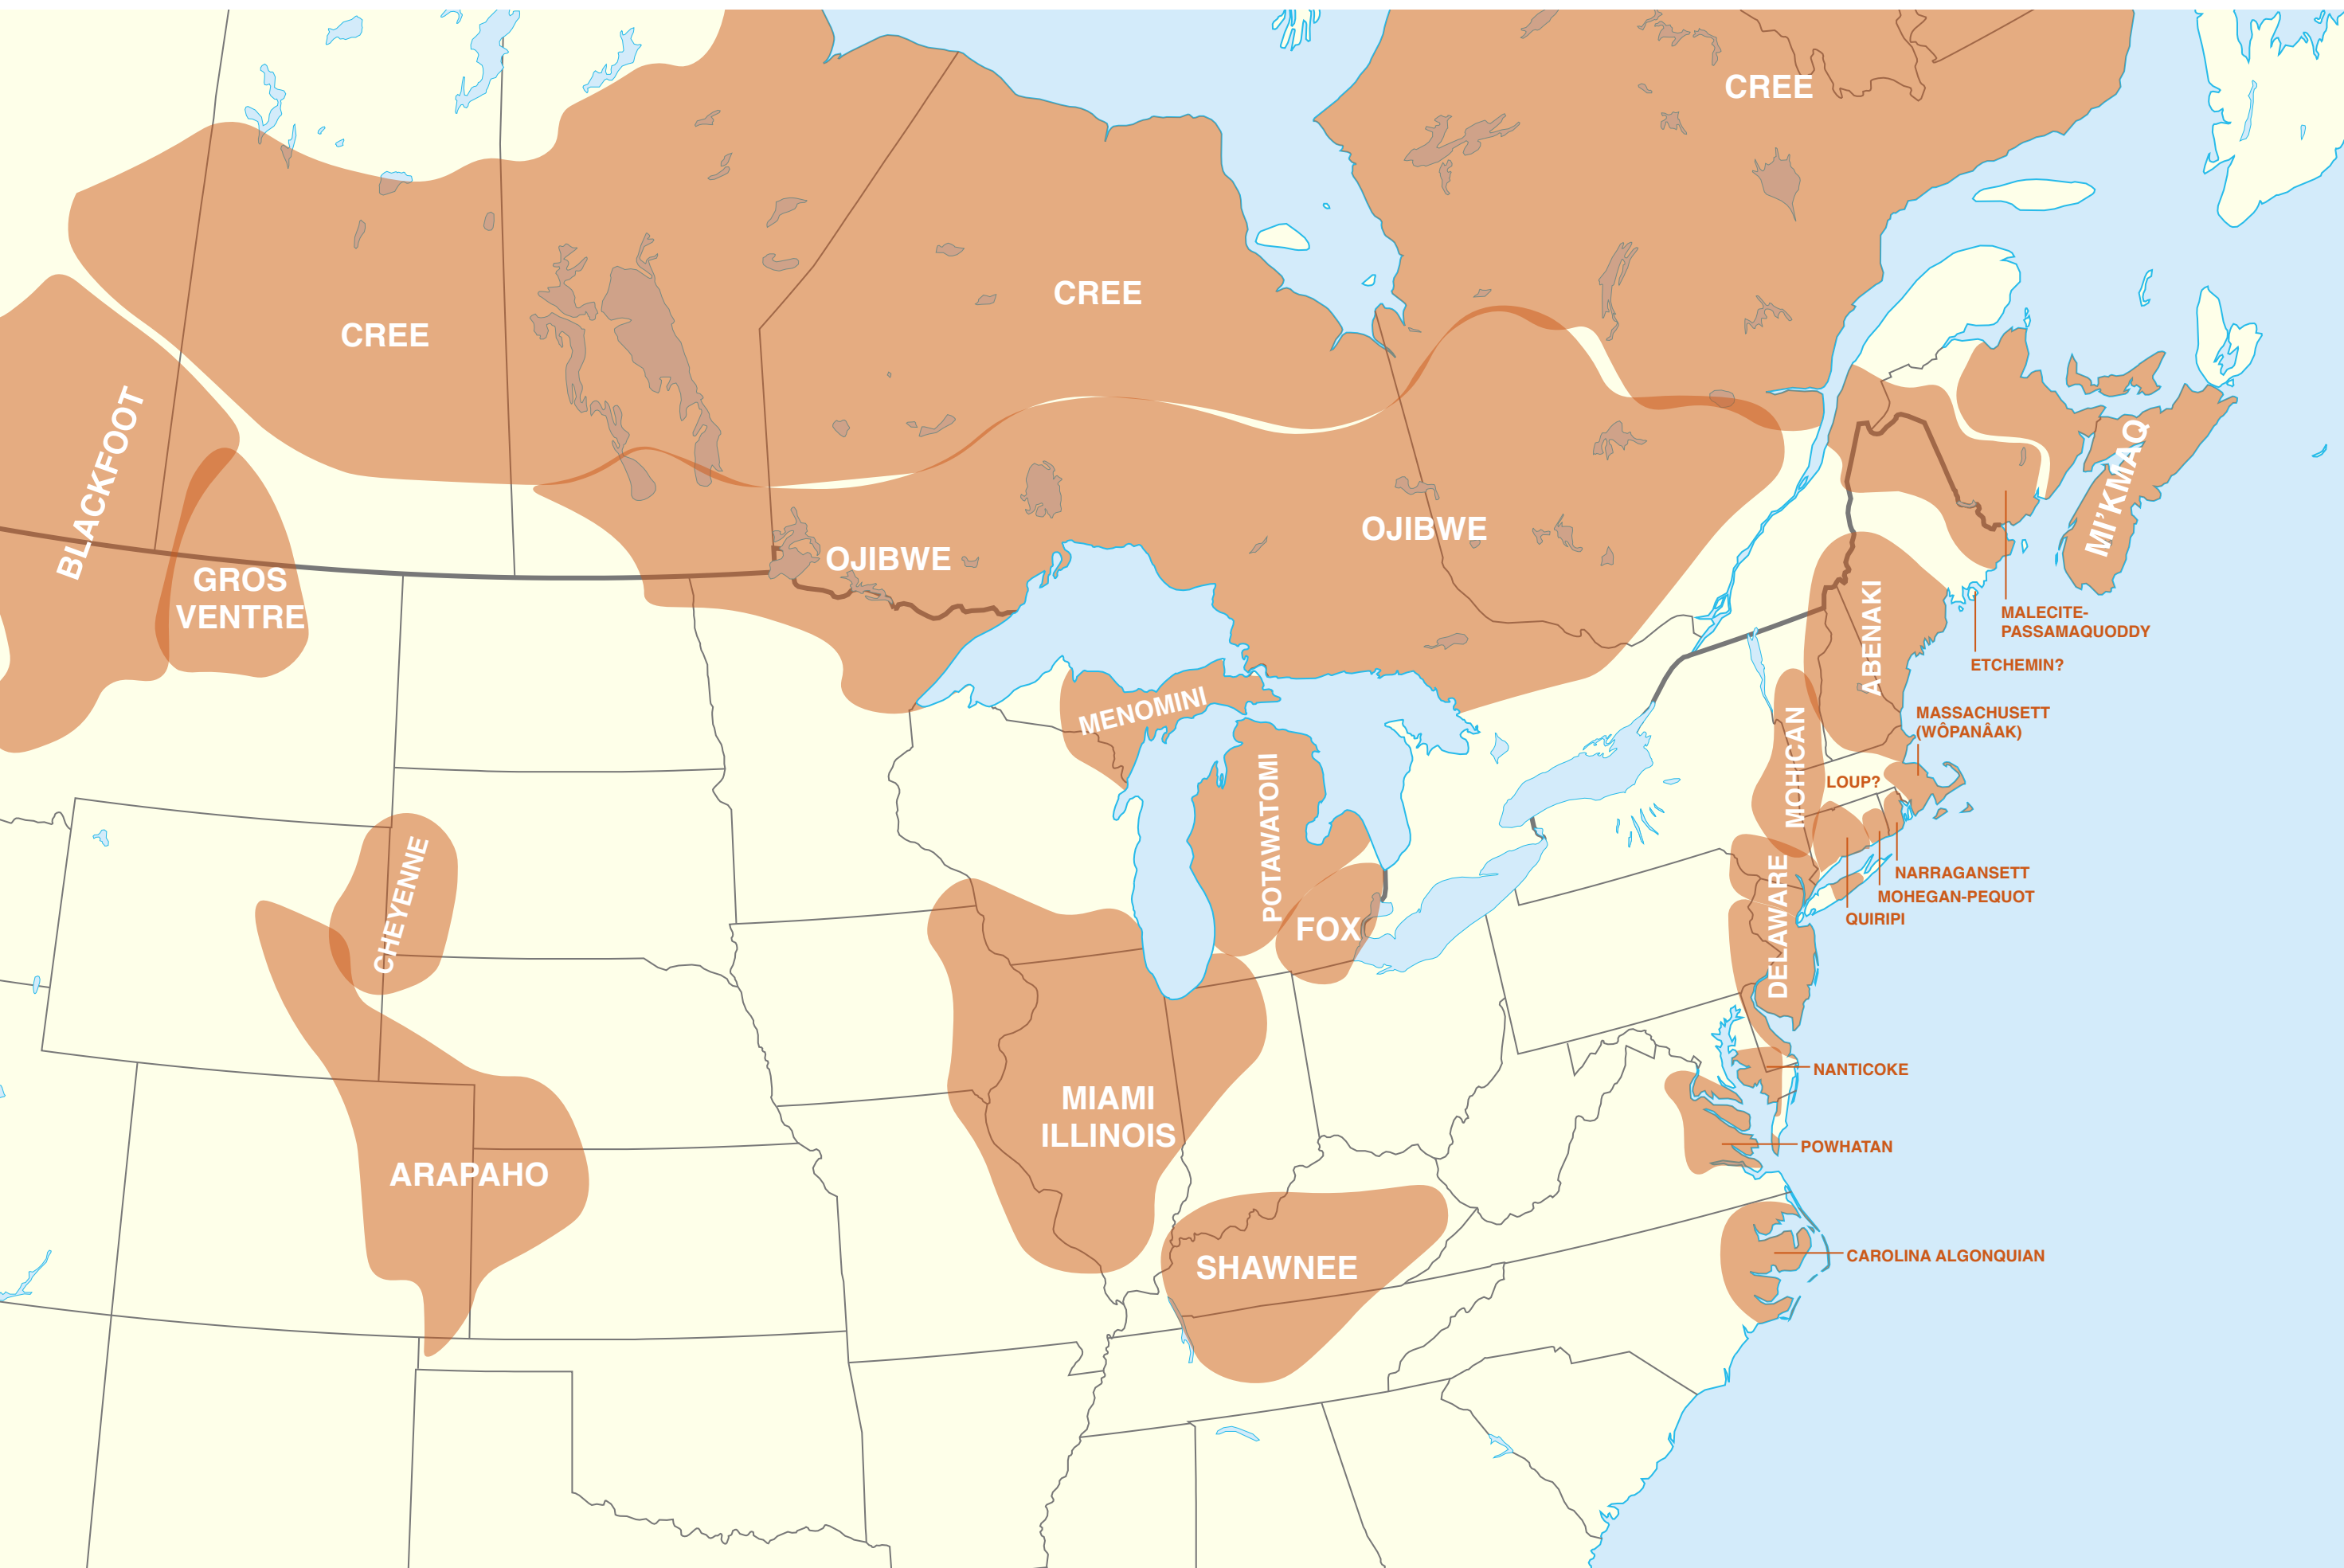 CREE
CREE
CREE
BLACKFOOT
GROS
VENTRE
OJIBWE
OJIBWE
MI'KMAQ
MALECITE-
PASSAMAQUODDY
ETCHEMIN?
ABENAKI
MENOMINI
MASSACHUSETT
(WÔPANÂAK)
MOHICAN
LOUP?
POTAWATOMI
CHEYENNE
FOX
DELAWARE
NARRAGANSETT
MOHEGAN-PEQUOT
QUIRIPI
NANTICOKE
MIAMI
ILLINOIS
POWHATAN
ARAPAHO
SHAWNEE
CAROLINA ALGONQUIAN